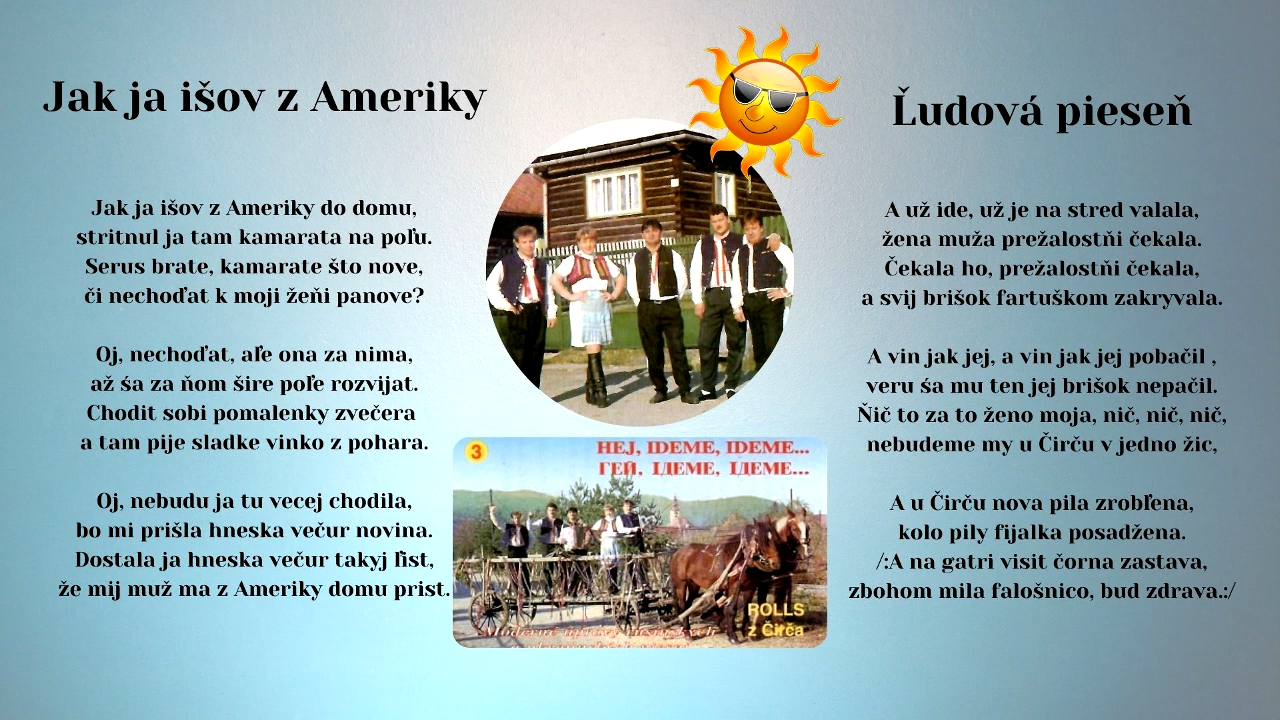 Jak ja išov z Ameriky
Jak ja išov z Ameriky do domu,
stritnul ja tam kamarata na poľu.
Serus brate, kamarate što nove,
či nechoďat k moji žeňi panove?
Oj, nechoďat, aľe ona za nima,
až śa za ňom šire poľe rozvijat.
Chodit sobi pomalenky zvečera
a tam pije sladke vinko z pohara.
Oj, nebudu ja tu vecej chodila,
bo mi prišla hneska večur novina.
Dostala ja hneska večur takyj ľist,
že mij muž ma z Ameriky domu prist.
3
HEJ, IDEME, IDEME...
ГЕЙ, ІДЕМЕ, ІДЕМЕ...
ROLLS
z Čirča
Ľudová pieseň
A už ide, už je na stred valala,
žena muža prežalostňi čekala.
Čekala ho, prežalostňi čekala,
a svij brišok fartuškom zakryvala.
A vin jak jej, a vin jak jej pobačil ,
veru śa mu ten jej brišok nepačil.
Ňič to za to ženo moja, nič, nič, nič,
nebudeme my u Čirču v jedno žic,
A u Čirču nova pila zrobľena,
kolo pily fijalka posadžena.
/:A na gatri visit čorna zastava,
zbohom mila falošnico, bud zdrava.:/